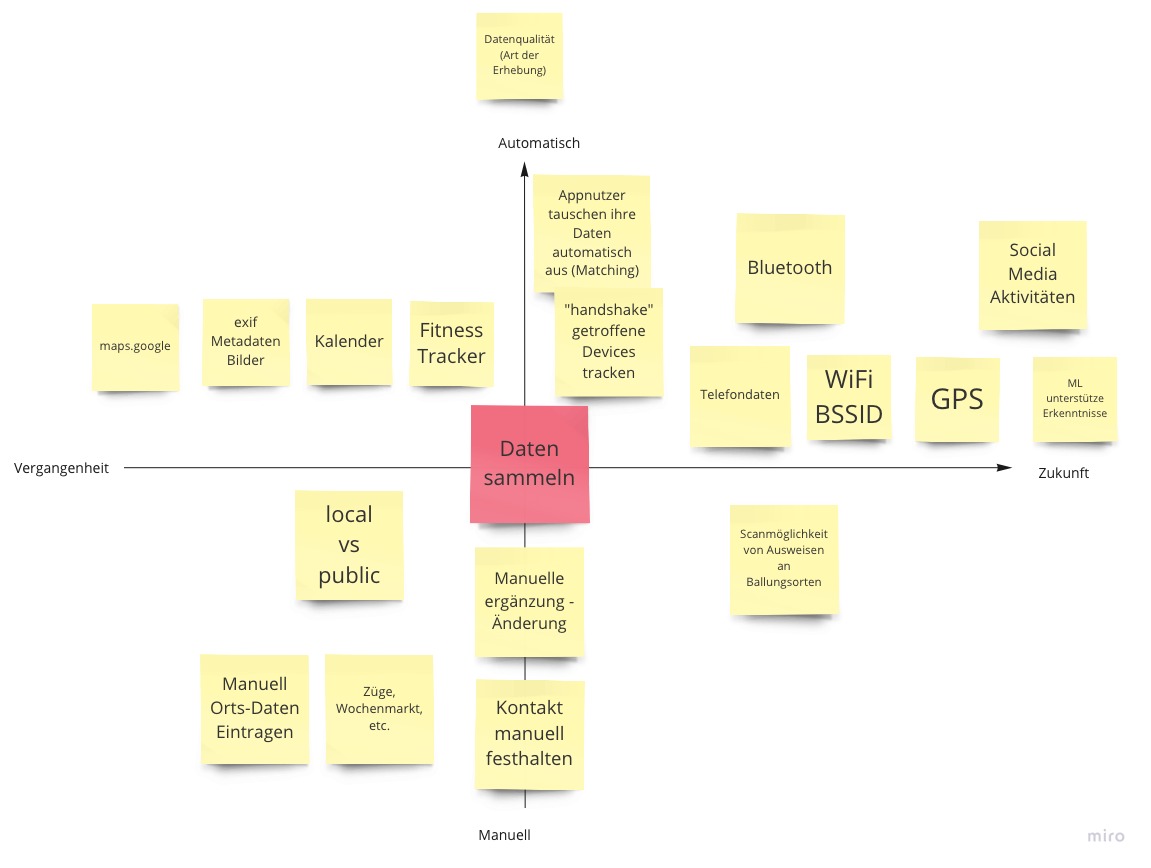 Datenqualität
(Art der
Erhebung)
Automatisch
Appnutzer
tauschen ihre
Daten
automatisch
aus (Matching)
Bluetooth
Social
Media
Aktivitäten
maps.google
exif
Metadaten
Bilder
Kalender
Fitness
Tracker
"handshake"
getroffene
Devices
tracken
Telefondaten
WiFi
BSSID
GPS
ML
unterstütze
Erkenntnisse
Vergangenheit
Daten
sammeln
Zukunft
local
vs
public
Manuelle
ergänzung -
Änderung
Scanmöglichkeit
von Ausweisen
an
Ballungsorten
Manuell
Orts-Daten
Eintragen
Züge,
Wochenmarkt,
etc.
Kontakt
manuell
festhalten
Manuell
miro